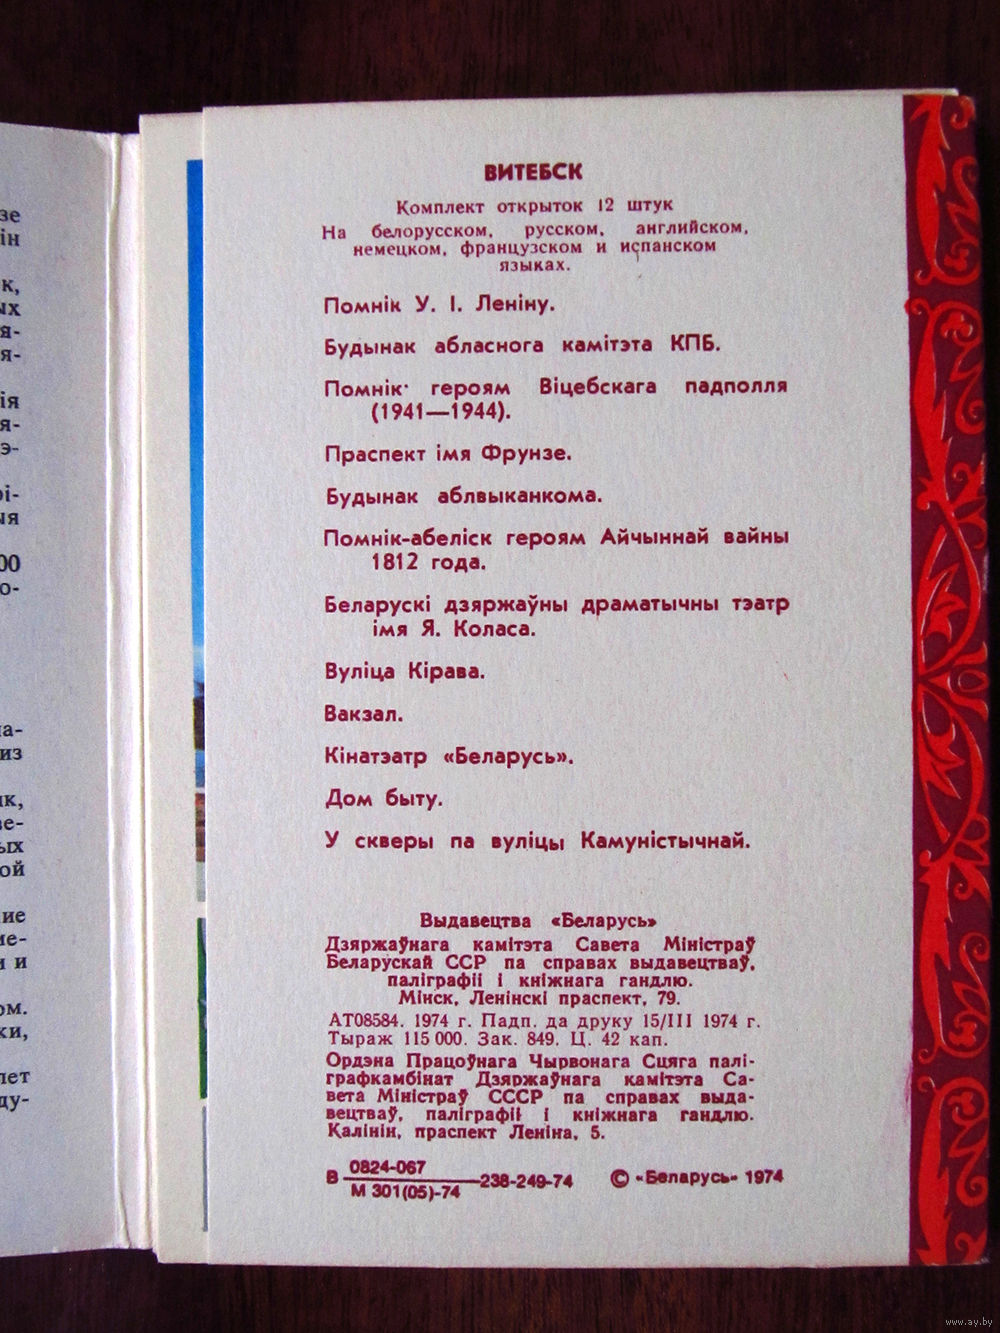 ВИТЕБСК
Комплект открыток 12 штук
На белорусском, русском, английском,
немецком, французском и испанском
языках.
Помнік У. І. Леніну.
Будынак абласнога камітэта КПБ.
Помнік героям Віцебскага падполля
(1941—1944).
Праспект імя Фрунзе.
Будынак аблвыканкома.
Помнік-абеліск героям Айчыннай вайны
1812 года.
Беларускі дзяржаўны драматычны тэатр
імя Я. Коласа.
Вуліца Кірава.
Вакзал.
Кінатэатр «Беларусь».
Дом быту.
У скверы па вуліцы Камуністычнай.
Выдавецтва «Беларусь»
Дзяржаўнага камітэта Савета Міністраў
Беларускай ССР па справах выдавецтваў,
паліграфіі і кніжнага гандлю.
Мінск, Ленінскі праспект, 79.
АТ08584. 1974 г. Падп. да друку 15/III 1974 г.
Тыраж 115 000. Зак. 849. Ц. 42 кап.
Ордэна Працоўнага Чырвонага Сцяга палі-
графкамбінат Дзяржаўнага камітэта Са-
вета Міністраў СССР па справах выда-
вецтваў, паліграфіі і кніжнага гандлю.
Калінін, праспект Леніна, 5.
В 0824-067
М 301(05)-74
—238-249-74
© «Беларусь» 1974
www.ay.by